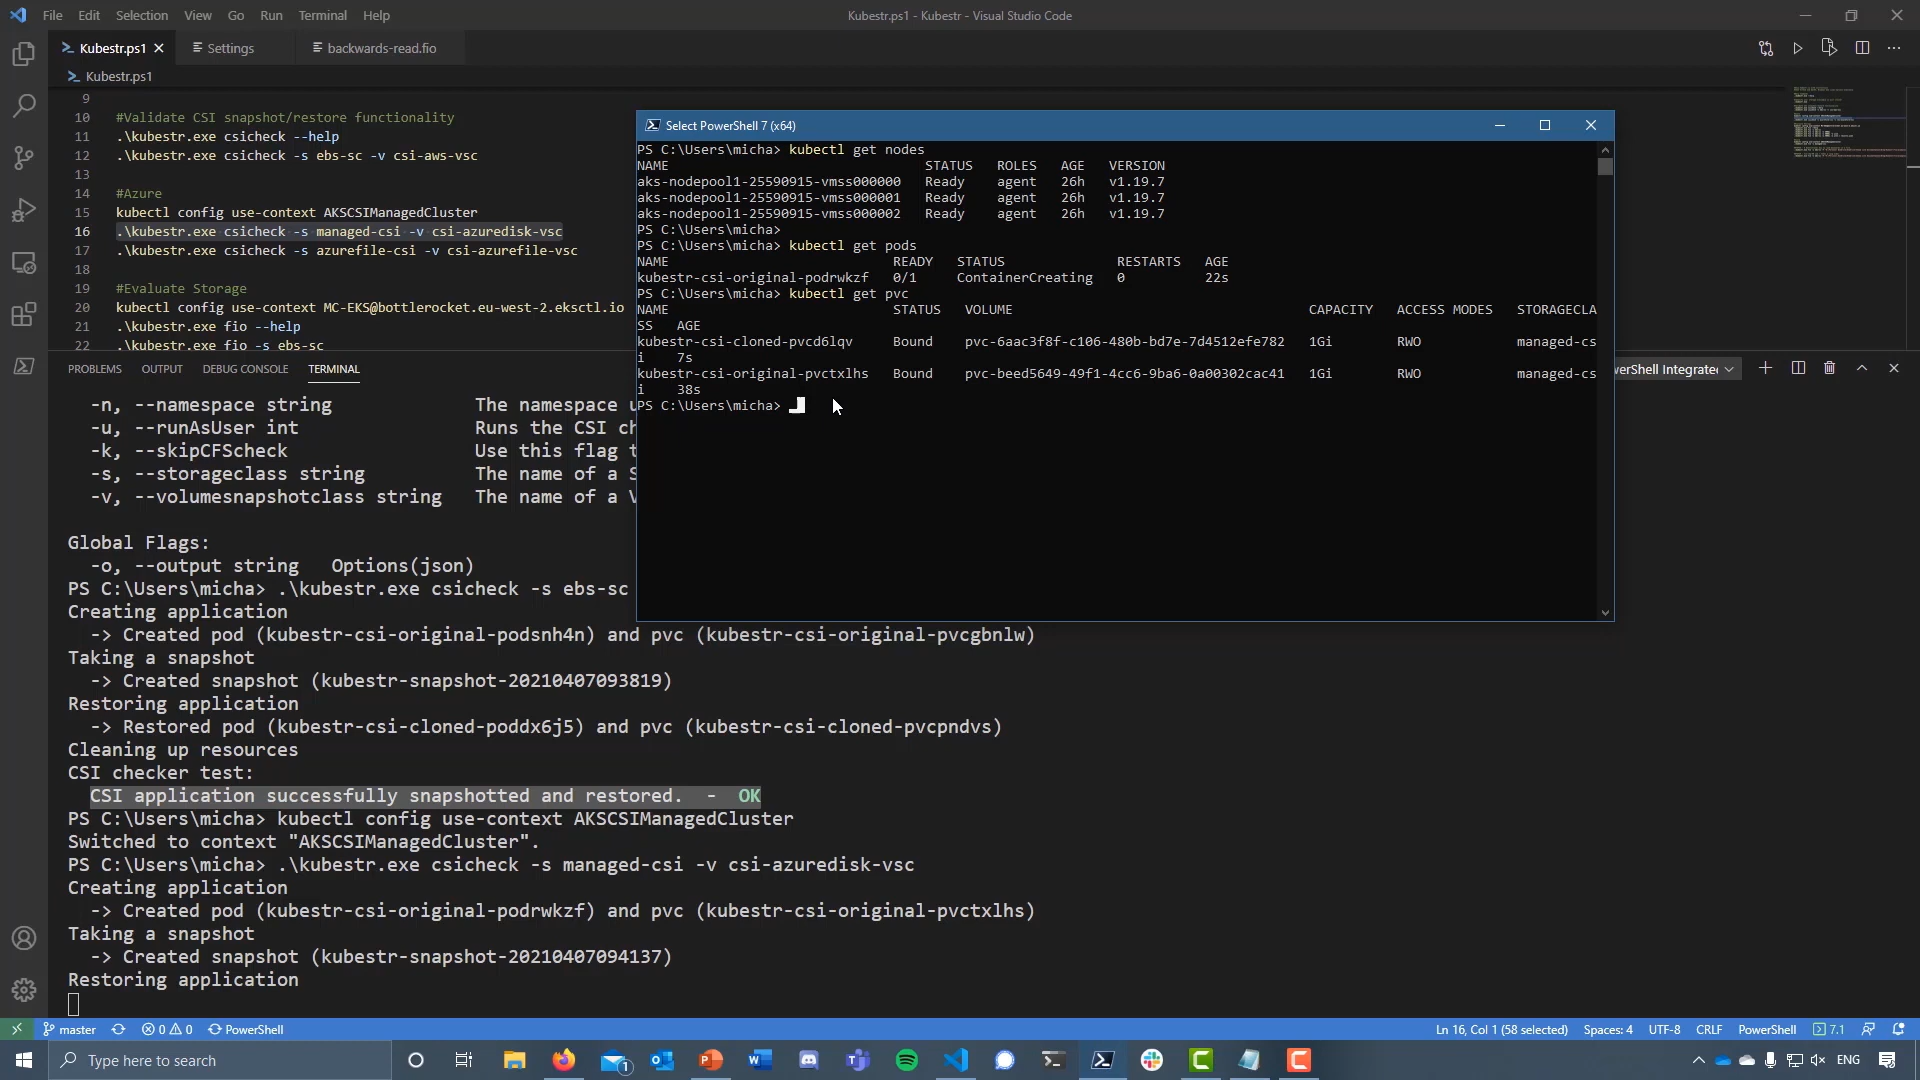 File Edit Selection View Go Run Terminal Help
Kubestr.ps1 - Kubestr - Visual Studio Code
Kubestr.ps1 Settings backwards-read.fio
Kubestr.ps1
9
10 #Validate CSI snapshot/restore functionality
11 .\kubestr.exe csicheck --help
12 .\kubestr.exe csicheck -s ebs-sc -v csi-aws-vsc
13
14 #Azure
15 kubectl config use-context AKSCSIManagedCluster
16 .\kubestr.exe csicheck -s managed-csi -v csi-azuredisk-vsc
17 .\kubestr.exe csicheck -s azurefile-csi -v csi-azurefile-vsc
18
19 #Evaluate Storage
20 kubectl config use-context MC-EKS@bottlerocket.eu-west-2.eksctl.io
21 .\kubestr.exe fio --help
22 .\kubestr.exe fio -s ebs-sc
Select PowerShell 7 (x64)
PS C:\Users\micha> kubectl get nodes
NAME STATUS ROLES AGE VERSION
aks-nodepool1-25590915-vmss000000 Ready agent 26h v1.19.7
aks-nodepool1-25590915-vmss000001 Ready agent 26h v1.19.7
aks-nodepool1-25590915-vmss000002 Ready agent 26h v1.19.7
PS C:\Users\micha>
PS C:\Users\micha> kubectl get pods
NAME READY STATUS RESTARTS AGE
kubestr-csi-original-podrwkzf 0/1 ContainerCreating 0 22s
PS C:\Users\micha> kubectl get pvc
NAME STATUS VOLUME CAPACITY ACCESS MODES STORAGECLA
SS AGE
kubestr-csi-cloned-pvcd6lqv Bound pvc-6aac3f8f-c106-480b-bd7e-7d4512efe782 1Gi RWO managed-cs
i 7s
kubestr-csi-original-pvctxlhs Bound pvc-beed5649-49f1-4cc6-9ba6-0a00302cac41 1Gi RWO managed-cs
i 38s
PS C:\Users\micha>
PROBLEMS OUTPUT DEBUG CONSOLE TERMINAL
werShell Integrated
-n, --namespace string The namespace u
-u, --runAsUser int Runs the CSI ch
-k, --skipCFScheck Use this flag t
-s, --storageclass string The name of a S
-v, --volumesnapshotclass string The name of a V
Global Flags:
-o, --output string Options(json)
PS C:\Users\micha> .\kubestr.exe csicheck -s ebs-sc
Creating application
-> Created pod (kubestr-csi-original-podsnh4n) and pvc (kubestr-csi-original-pvcgbnlw)
Taking a snapshot
-> Created snapshot (kubestr-snapshot-20210407093819)
Restoring application
-> Restored pod (kubestr-csi-cloned-poddx6j5) and pvc (kubestr-csi-cloned-pvcpndvs)
Cleaning up resources
CSI checker test:
CSI application successfully snapshotted and restored. - OK
PS C:\Users\micha> kubectl config use-context AKSCSIManagedCluster
Switched to context "AKSCSIManagedCluster".
PS C:\Users\micha> .\kubestr.exe csicheck -s managed-csi -v csi-azuredisk-vsc
Creating application
-> Created pod (kubestr-csi-original-podrwkzf) and pvc (kubestr-csi-original-pvctxlhs)
Taking a snapshot
-> Created snapshot (kubestr-snapshot-20210407094137)
Restoring application
master 0 0 PowerShell
Ln 16, Col 1 (58 selected) Spaces: 4 UTF-8 CRLF PowerShell 7.1
Type here to search
1
ENG